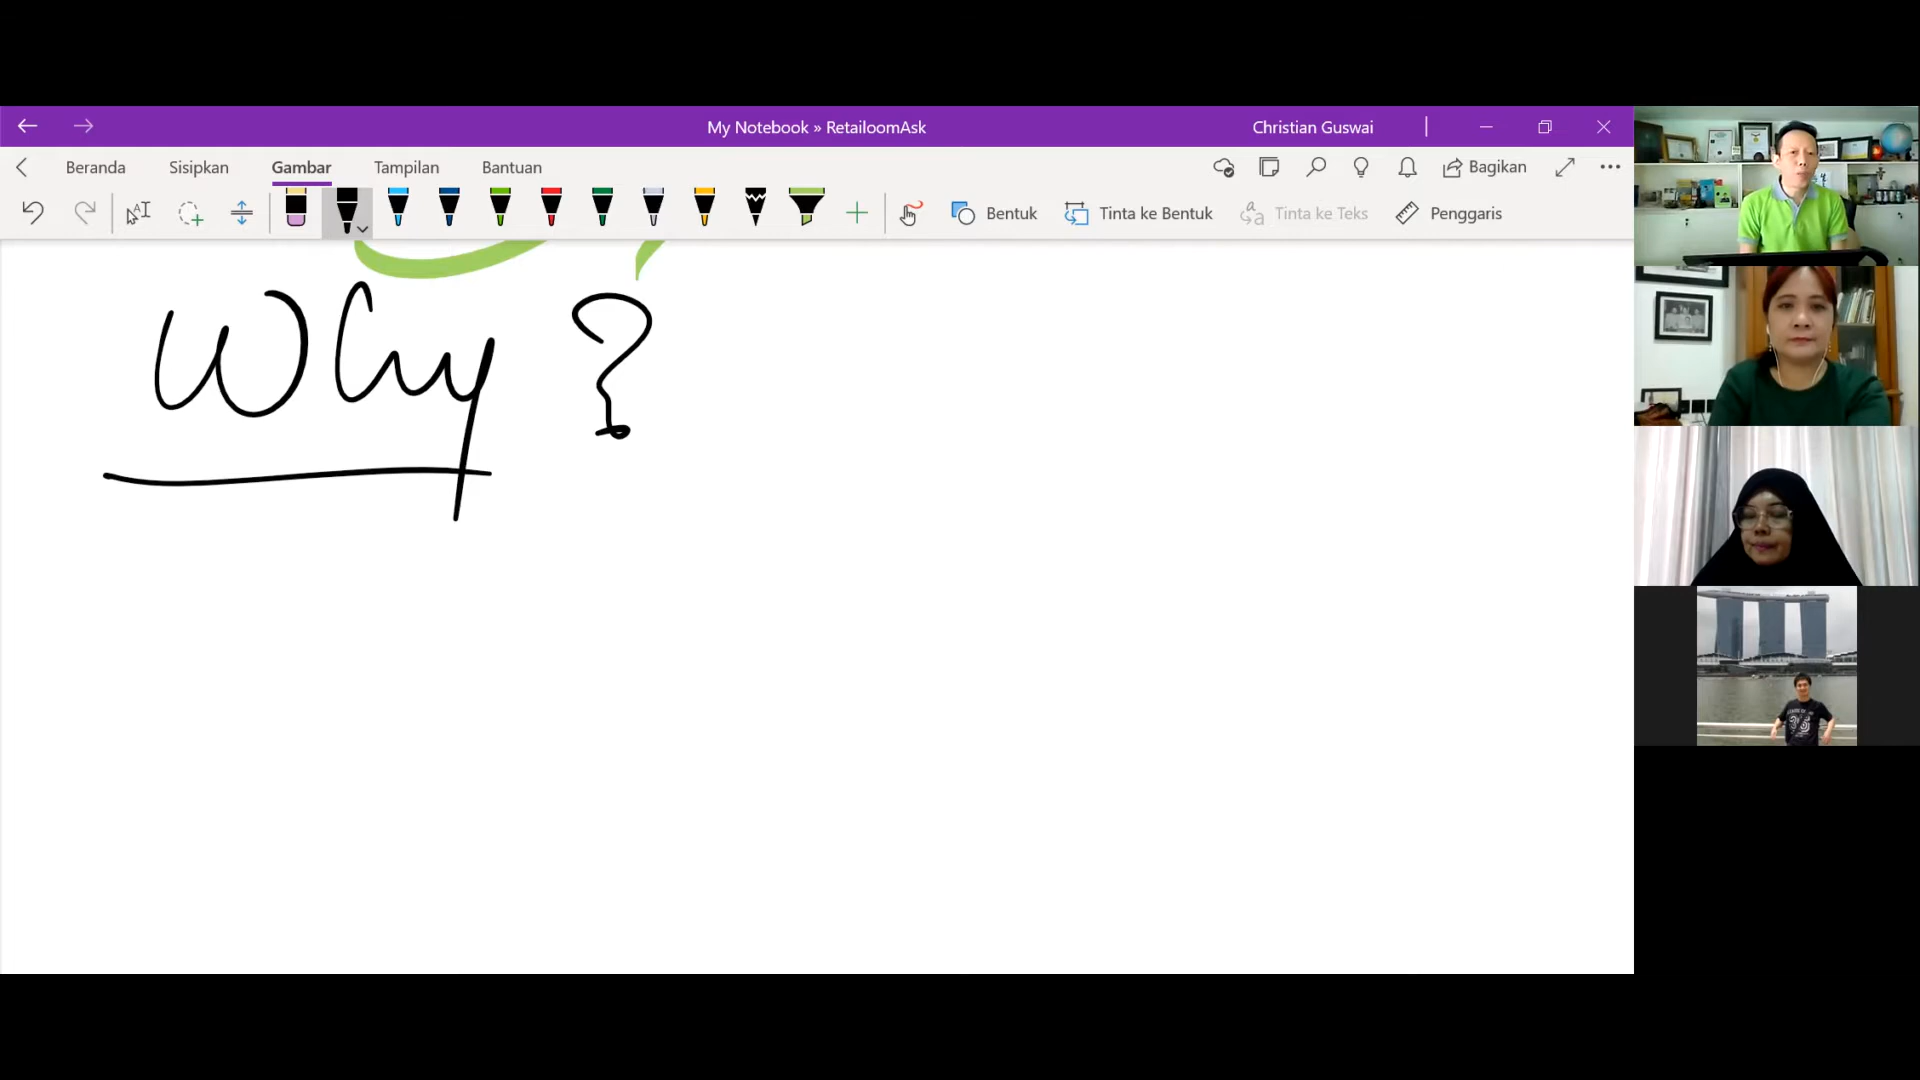 My Notebook » RetailoomAsk
Christian Guswai
Beranda Sisipkan Gambar Tampilan Bantuan
Bagikan
Bentuk Tinta ke Bentuk Tinta ke Teks Penggaris
Why ?